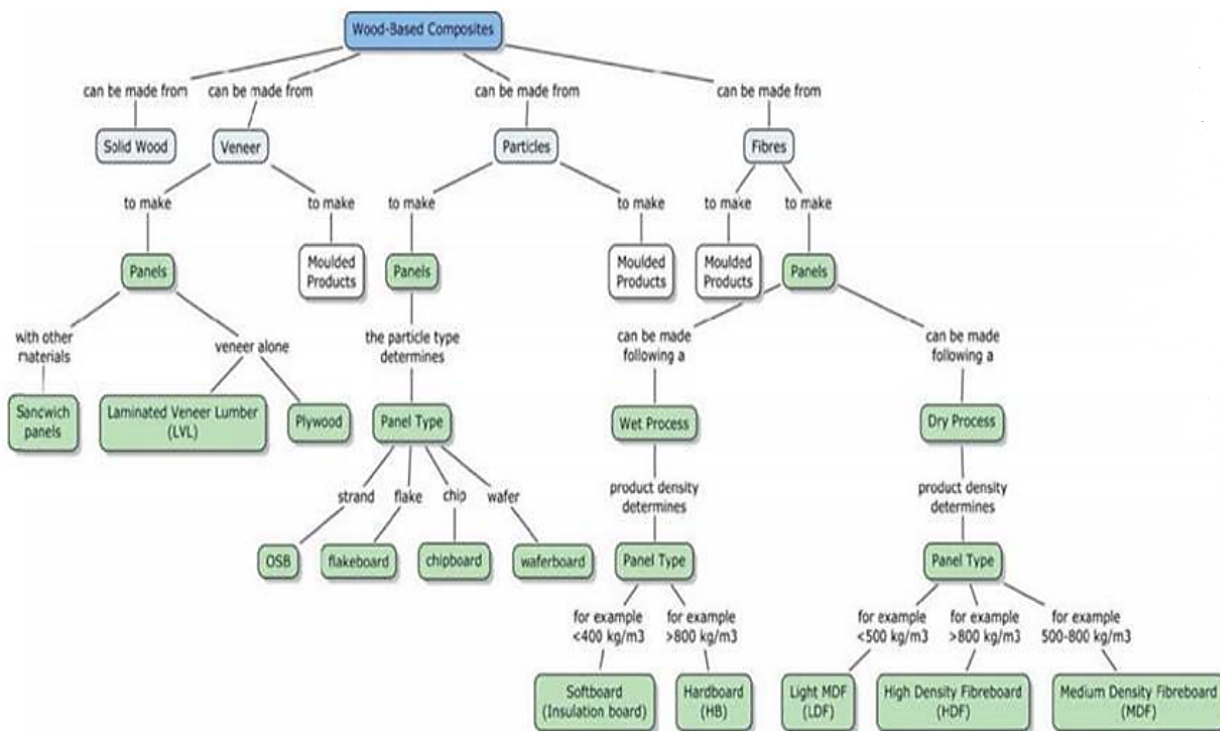 Wood-Based Composites
can be made from
can be made from
can be made from
can be made from
Solid Wood
Veneer
Particles
Fibres
to make
to make
to make
to make
to make
to make
Panels
Moulded
Products
Panels
Moulded
Products
Moulded
Products
Panels
with other
materials
veneer alone
the particle type
determines
can be made
following a
can be made
following a
Sandwich
panels
Laminated Veneer Lumber
(LVL)
Plywood
Panel Type
Wet Process
Dry Process
strand
flake
chip
wafer
product density
determines
product density
determines
OSB
flakeboard
chipboard
waferboard
Panel Type
Panel Type
for example
<400 kg/m3
for example
>800 kg/m3
for example
<500 kg/m3
for example
>800 kg/m3
for example
500-800 kg/m3
Softboard
(Insulation board)
Hardboard
(HB)
Light MDF
(LDF)
High Density Fibreboard
(HDF)
Medium Density Fibreboard
(MDF)